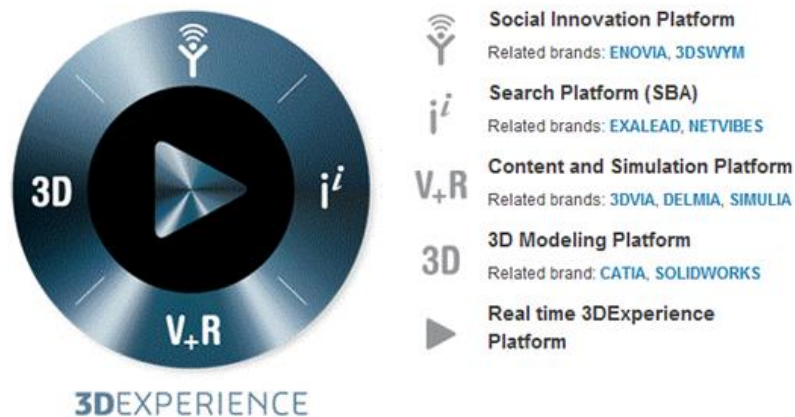 3D
i i
V+R
3DEXPERIENCE
Social Innovation Platform
Related brands: ENOVIA, 3DSWYM
i i
Search Platform (SBA)
Related brands: EXALEAD, NETVIBES
V+R
Content and Simulation Platform
Related brands: 3DVIA, DELMIA, SIMULIA
3D
3D Modeling Platform
Related brand: CATIA, SOLIDWORKS
Real time 3DExperience
Platform